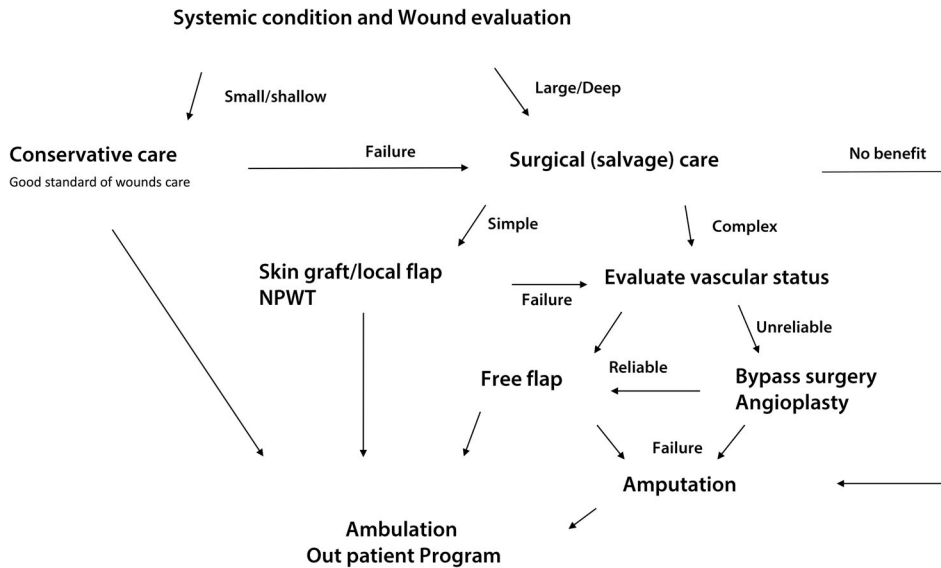 Systemic condition and Wound evaluation
Small/shallow
Large/Deep
Conservative care
Good standard of wounds care
Failure
Surgical (salvage) care
No benefit
Simple
Complex
Skin graft/local flap
NPWT
Failure
Evaluate vascular status
Unreliable
Free flap
Reliable
Bypass surgery
Angioplasty
Failure
Amputation
Ambulation
Out patient Program